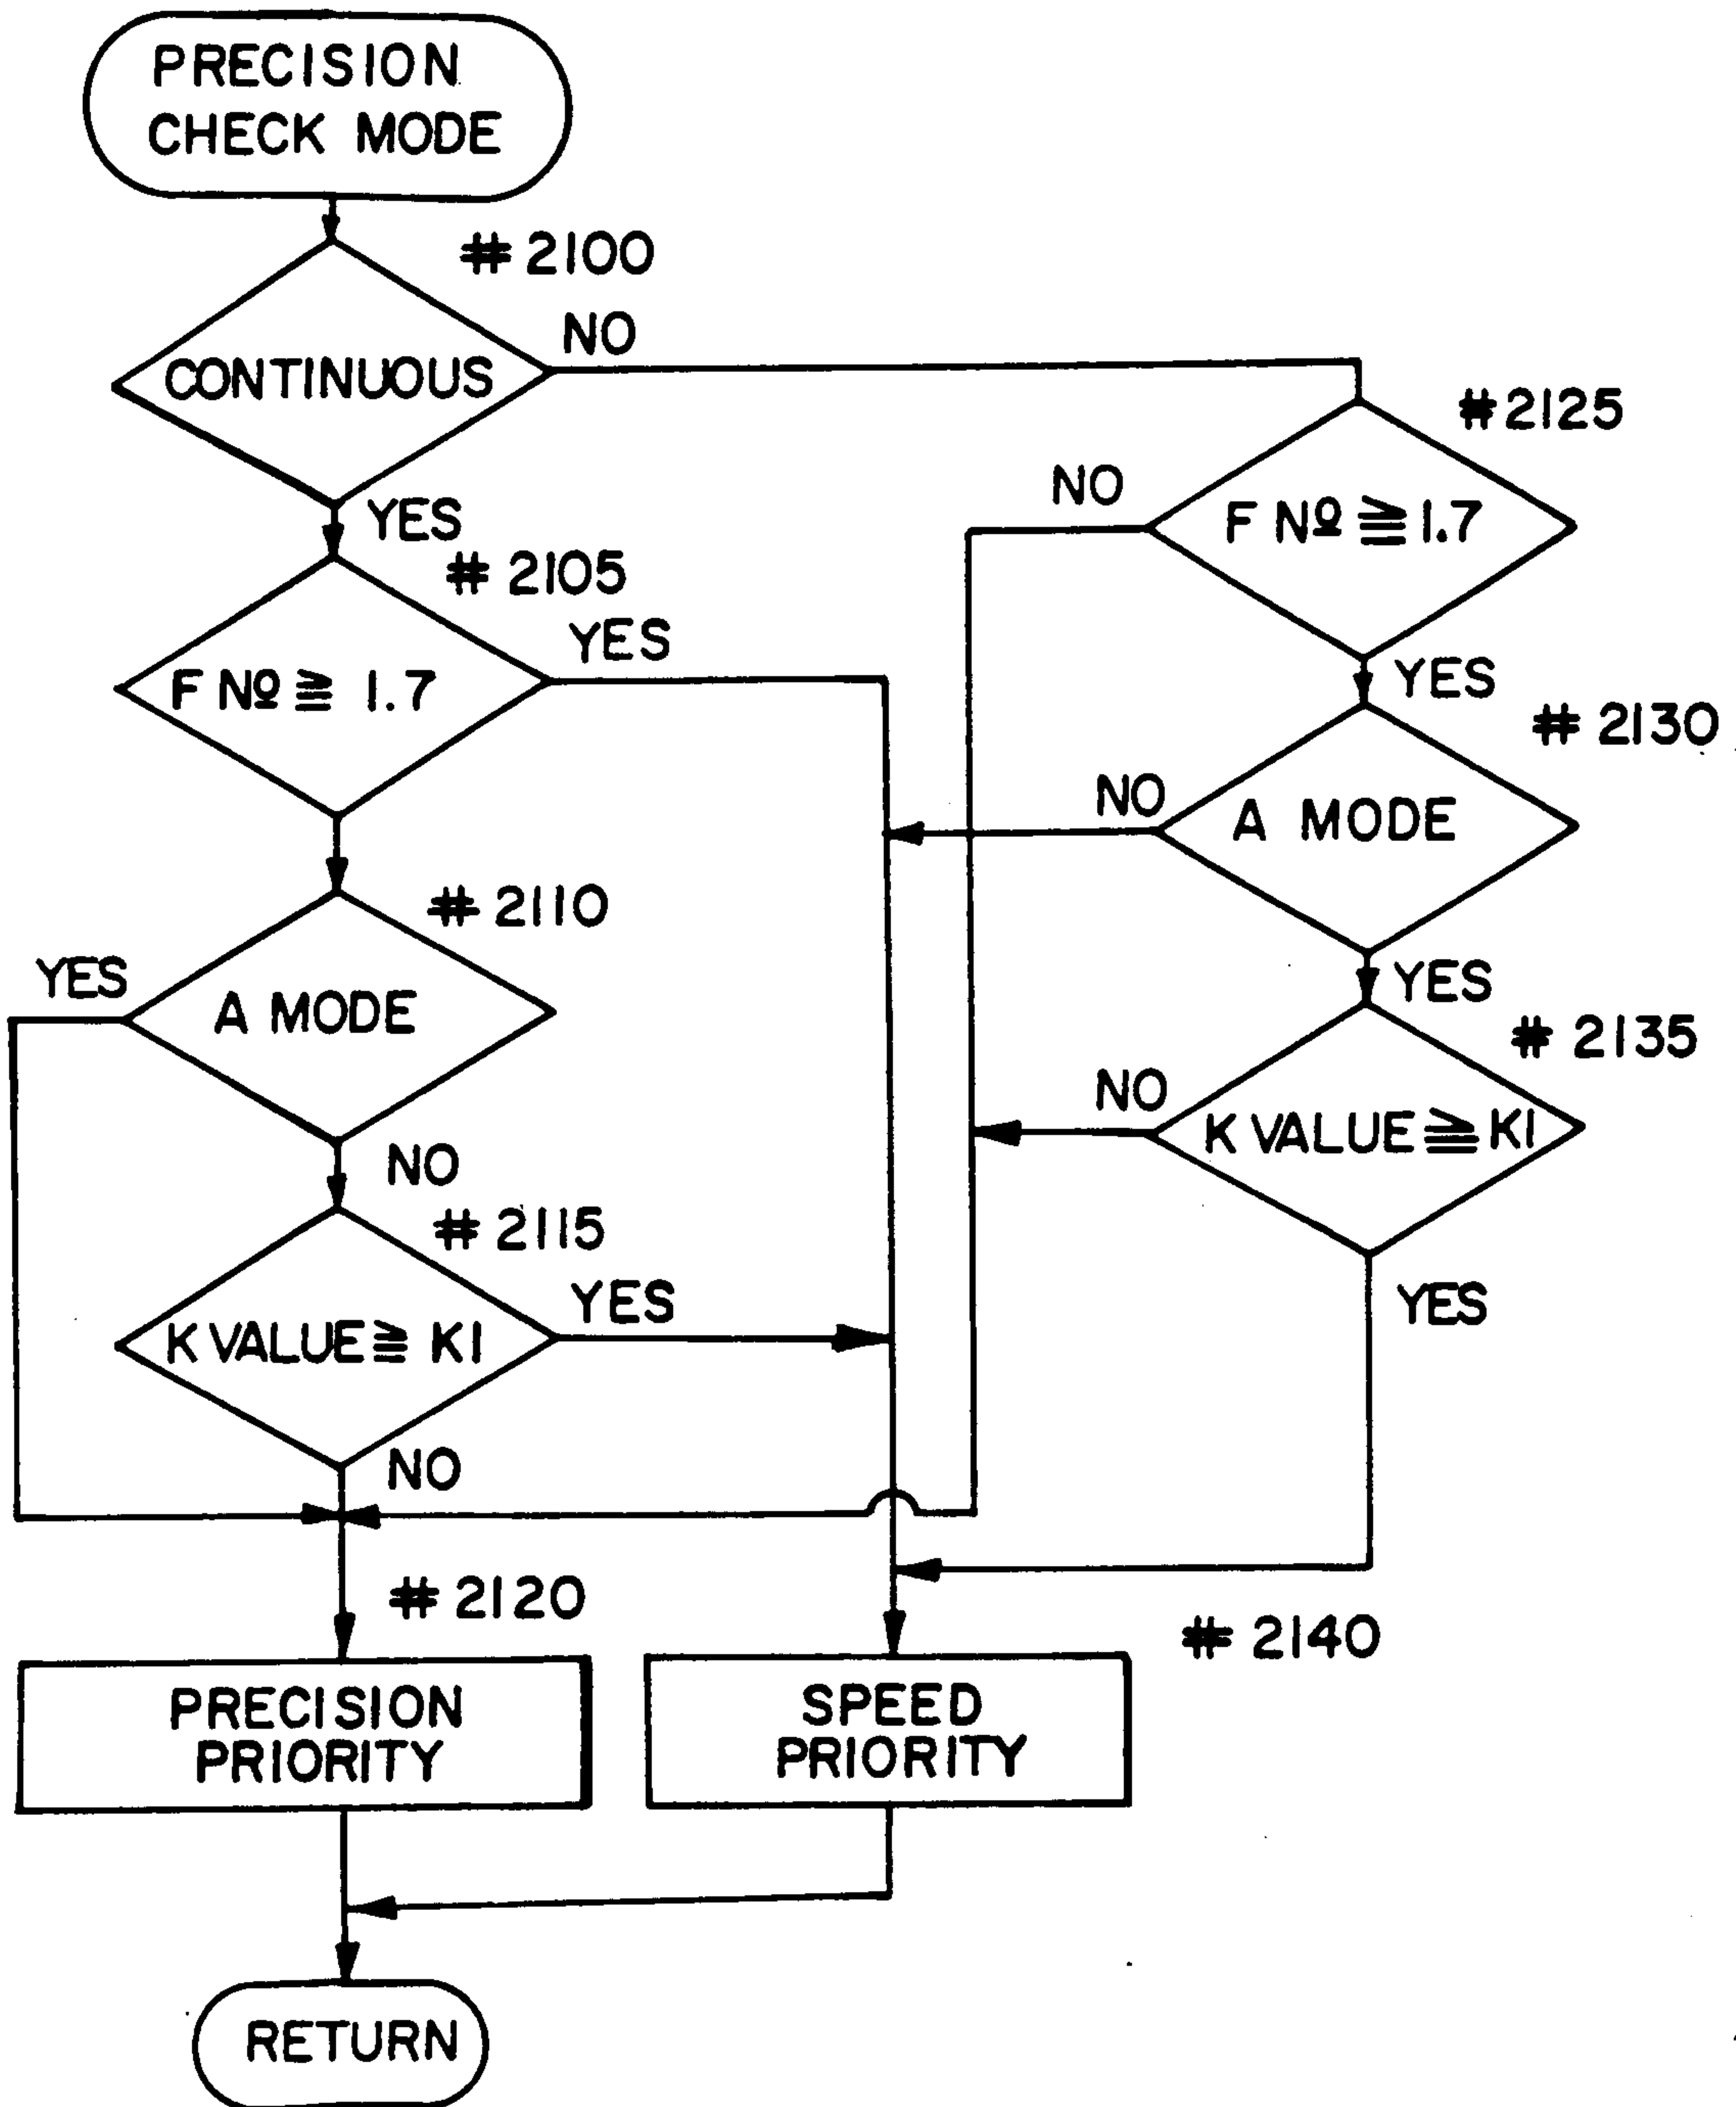 PRECISION
CHECK MODE
# 2100
CONTINUOUS
NO
YES
# 2105
F Nº ≧ 1.7
YES
# 2110
A MODE
YES
NO
# 2115
K VALUE ≧ K1
YES
NO
# 2120
PRECISION
PRIORITY
#2125
F Nº ≧ 1.7
NO
YES
# 2130
A MODE
NO
YES
# 2135
K VALUE ≧ K1
NO
YES
# 2140
SPEED
PRIORITY
RETURN